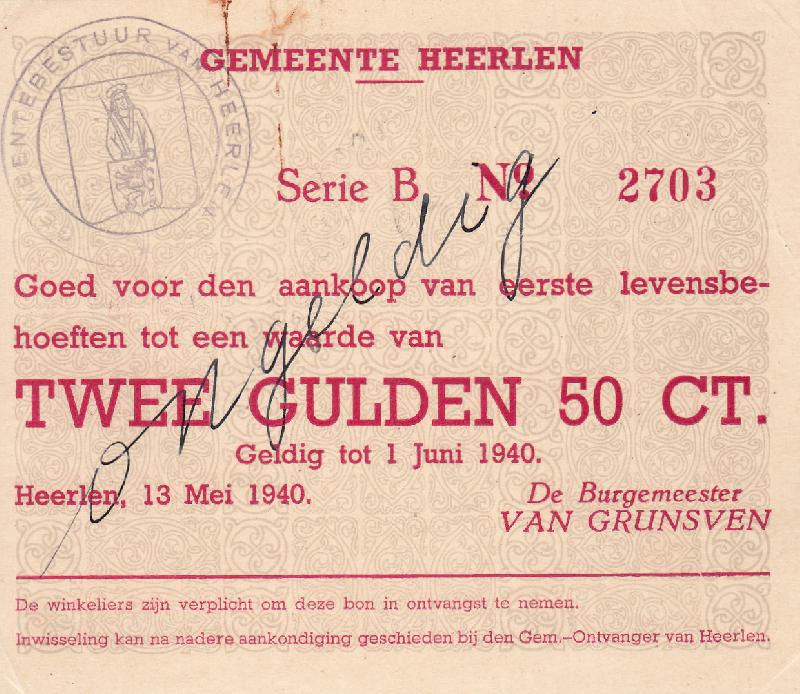 GEMEENTEBESTUUR VAN HEERLEN
GEMEENTE HEERLEN
Serie B No. 2703
ongeldig
Goed voor den aankoop van eerste levensbe-
hoeften tot een waarde van
TWEE GULDEN 50 CT.
Geldig tot 1 Juni 1940.
Heerlen, 13 Mei 1940.
De Burgemeester
VAN GRUNSVEN
De winkeliers zijn verplicht om deze bon in ontvangst te nemen.
Inwisseling kan na nadere aankondiging geschieden bij den Gem.-Ontvanger van Heerlen.